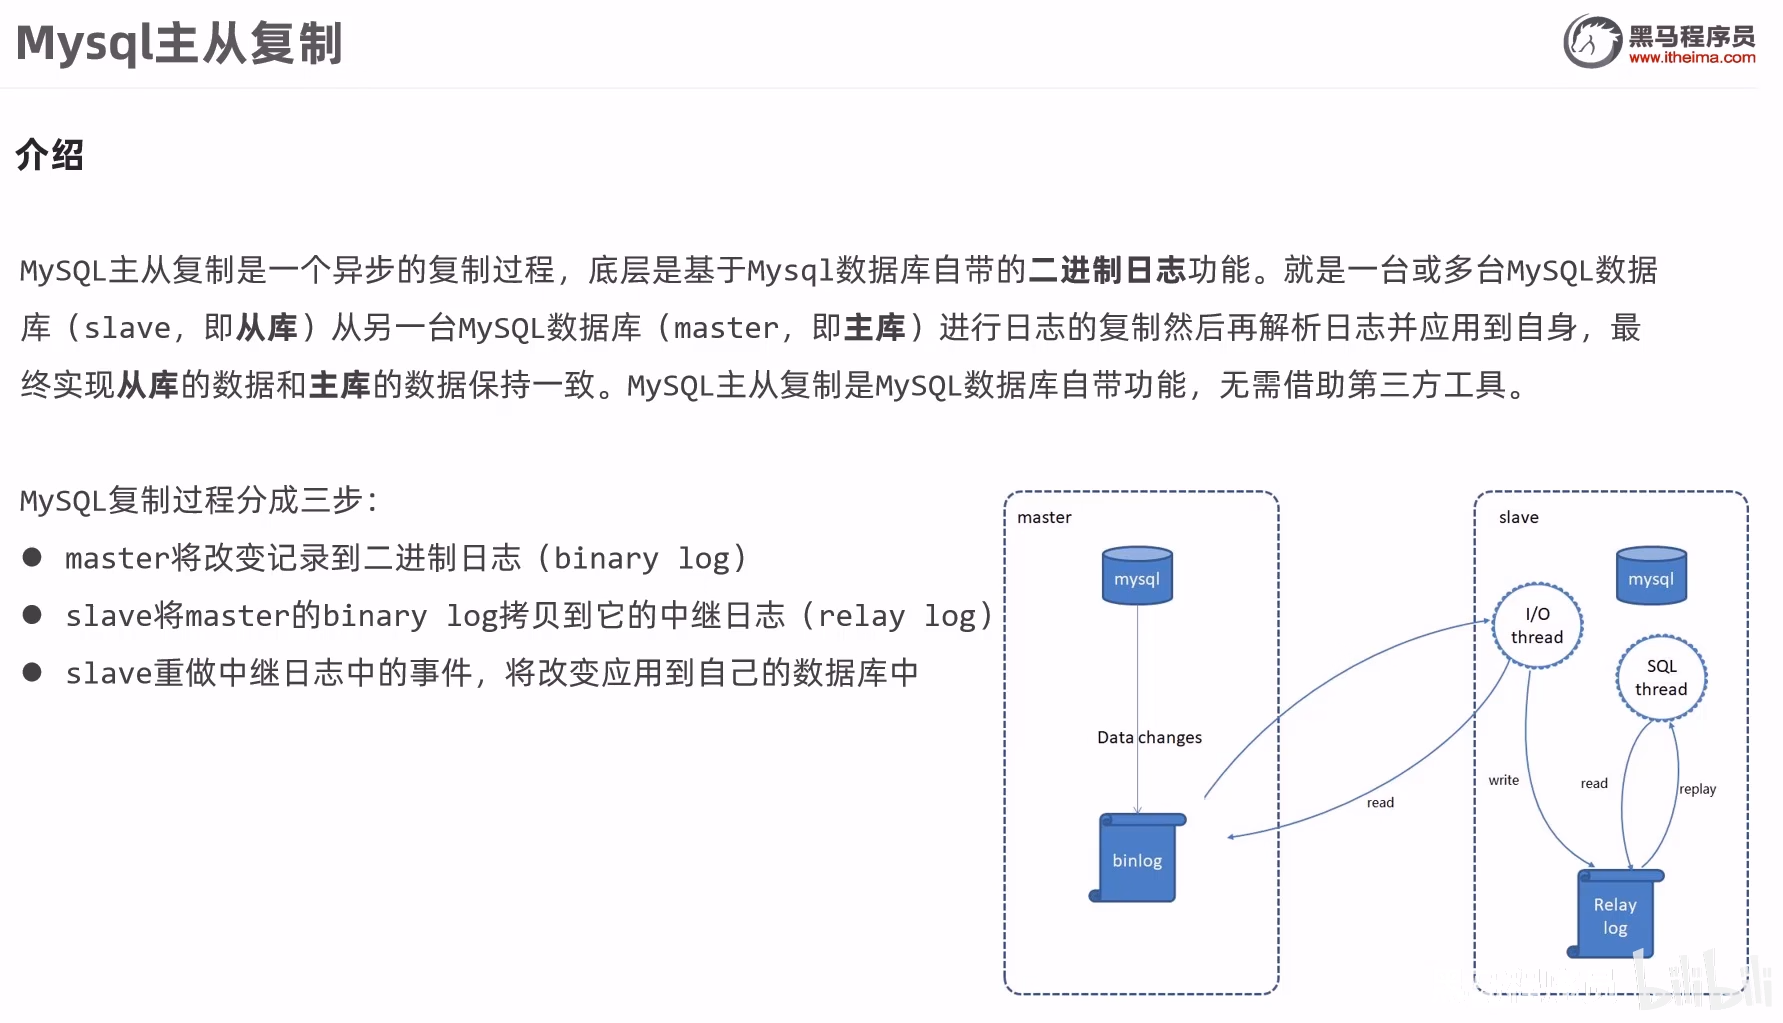 Mysql主从复制
黑马程序员
www.itheima.com
介绍
MySQL主从复制是一个异步的复制过程，底层是基于Mysql数据库自带的二进制日志功能。就是一台或多台MySQL数据
库（slave，即从库）从另一台MySQL数据库（master，即主库）进行日志的复制然后再解析日志并应用到自身，最
终实现从库的数据和主库的数据保持一致。MySQL主从复制是MySQL数据库自带功能，无需借助第三方工具。
MySQL复制过程分成三步：
● master将改变记录到二进制日志（binary log）
● slave将master的binary log拷贝到它的中继日志（relay log）
● slave重做中继日志中的事件，将改变应用到自己的数据库中
master
mysql
Data changes
binlog
read
slave
mysql
I/O
thread
SQL
thread
write
read
replay
Relay
log
bilibili